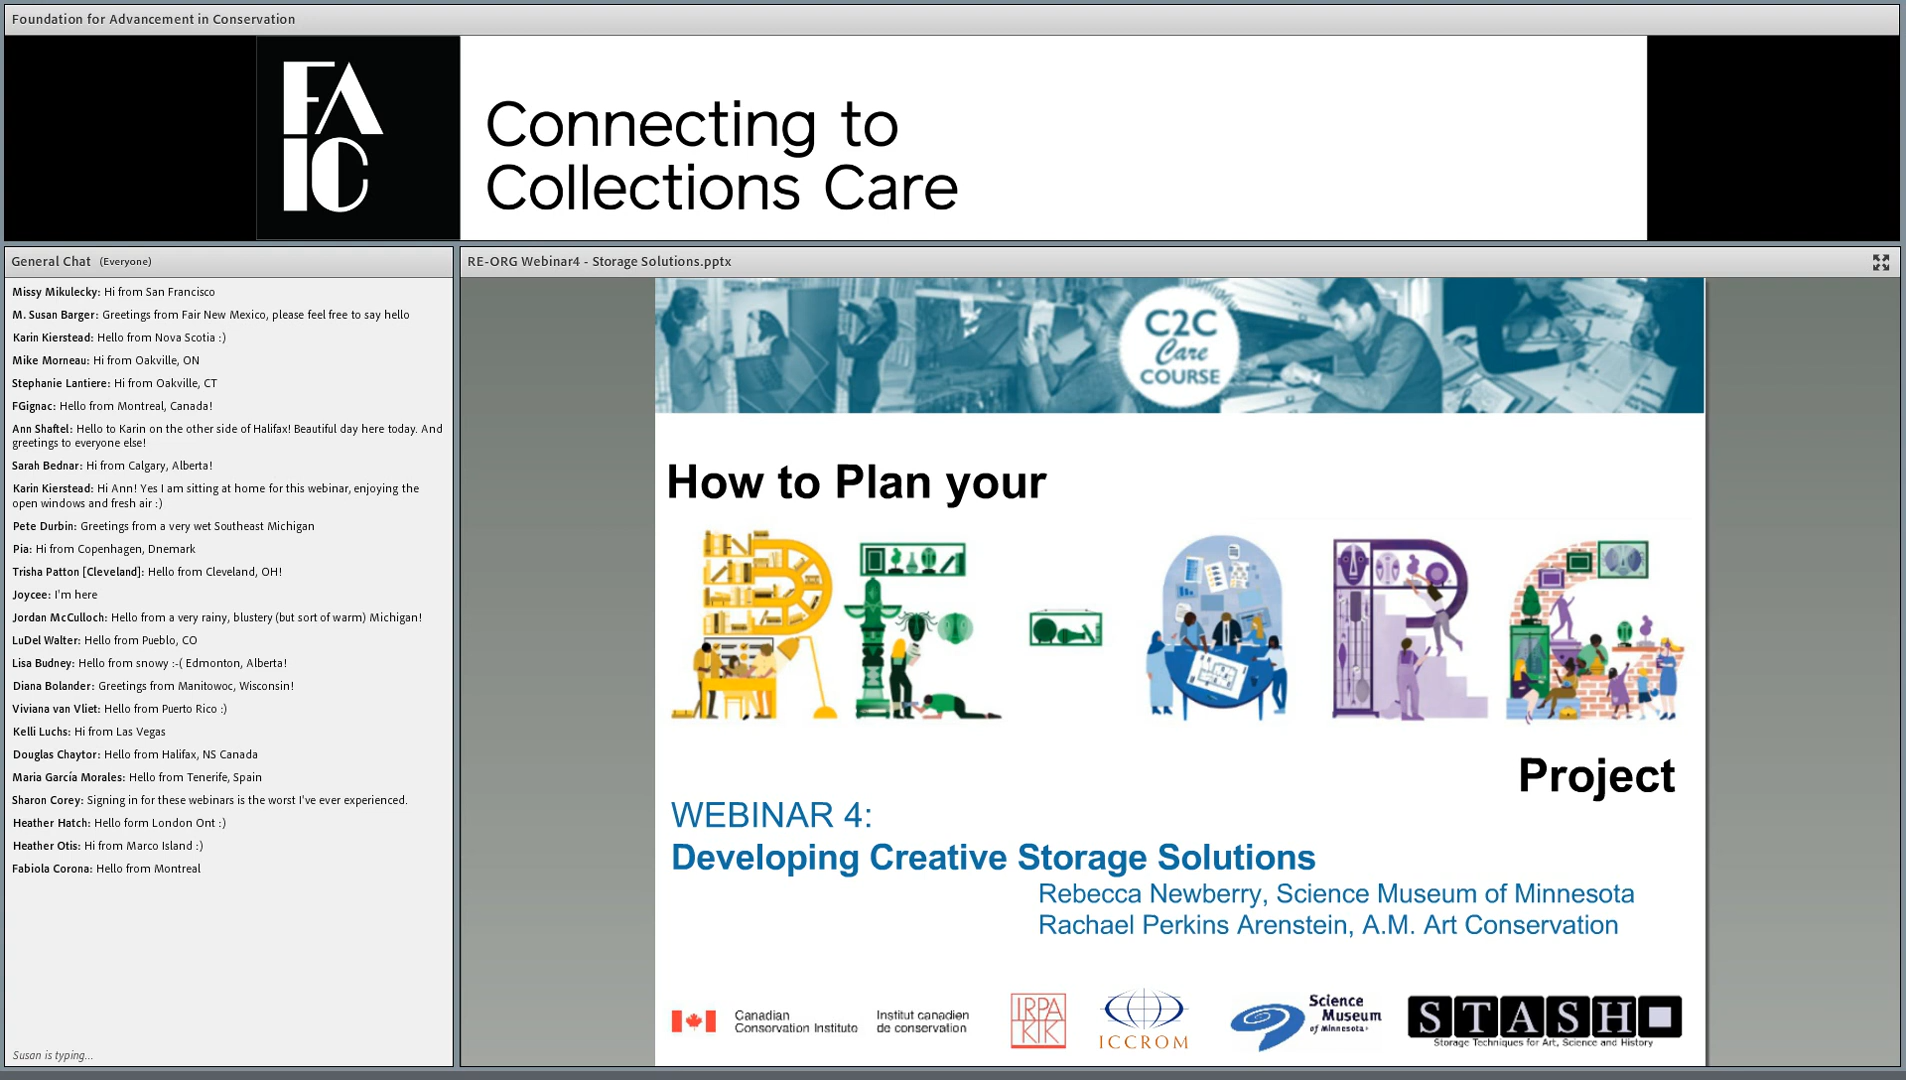 Foundation for Advancement in Conservation
FA
IC
Connecting to
Collections Care
General Chat (Everyone)
Missy Mikulecky: Hi from San Francisco
M. Susan Barger: Greetings from Fair New Mexico, please feel free to say hello
Karin Kierstead: Hello from Nova Scotia :)
Mike Morneau: Hi from Oakville, ON
Stephanie Lantiere: Hi from Oakville, CT
FGignac: Hello from Montreal, Canada!
Ann Shaftel: Hello to Karin on the other side of Halifax! Beautiful day here today. And
greetings to everyone else!
Sarah Bednar: Hi from Calgary, Alberta!
Karin Kierstead: Hi Ann! Yes I am sitting at home for this webinar, enjoying the
open windows and fresh air :)
Pete Durbin: Greetings from a very wet Southeast Michigan
Pia: Hi from Copenhagen, Dnemark
Trisha Patton [Cleveland]: Hello from Cleveland, OH!
Joycee: I'm here
Jordan McCulloch: Hello from a very rainy, blustery (but sort of warm) Michigan!
LuDel Walter: Hello from Pueblo, CO
Lisa Budney: Hello from snowy :-( Edmonton, Alberta!
Diana Bolander: Greetings from Manitowoc, Wisconsin!
Viviana van Vliet: Hello from Puerto Rico :)
Kelli Luchs: Hi from Las Vegas
Douglas Chaytor: Hello from Halifax, NS Canada
Maria García Morales: Hello from Tenerife, Spain
Sharon Corey: Signing in for these webinars is the worst I've ever experienced.
Heather Hatch: Hello form London Ont :)
Heather Otis: Hi from Marco Island :)
Fabiola Corona: Hello from Montreal
Susan is typing...
RE-ORG Webinar4 - Storage Solutions.pptx
C2C
Care
COURSE
How to Plan your
RE-ORG
Project
WEBINAR 4:
Developing Creative Storage Solutions
Rebecca Newberry, Science Museum of Minnesota
Rachael Perkins Arenstein, A.M. Art Conservation
Canadian
Conservation Institute
Institut canadien
de conservation
IRPA
KIK
ICCROM
Science
Museum
of Minnesota
STASH
Storage Techniques for Art, Science and History